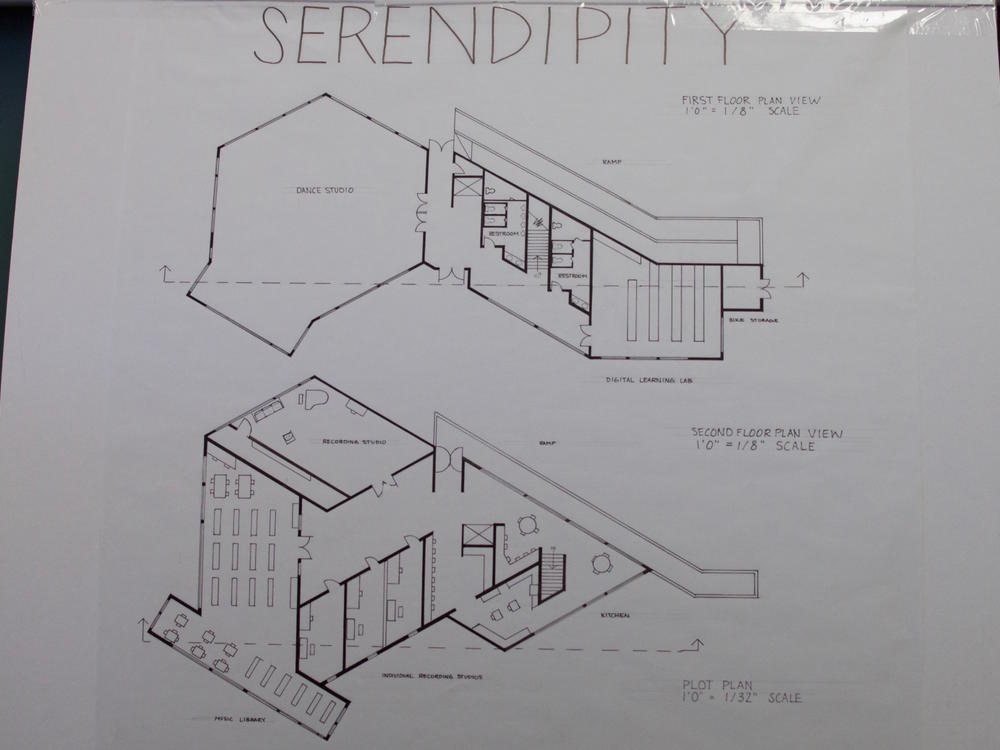 SERENDIPITY
FIRST FLOOR PLAN VIEW
1'0" = 1/8" SCALE
RAMP
DANCE STUDIO
RESTROOM
RESTROOM
BIKE STORAGE
DIGITAL LEARNING LAB
SECOND FLOOR PLAN VIEW
1'0" = 1/8" SCALE
RAMP
RECORDING STUDIO
KITCHEN
INDIVIDUAL RECORDING STUDIOS
PLOT PLAN
1'0" = 1/32" SCALE
MUSIC LIBRARY